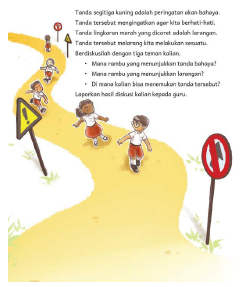 Tanda segitiga kuning adalah peringatan akan bahaya.
Tanda tersebut mengingatkan agar kita berhati-hati.
Tanda lingkaran merah yang dicoret adalah larangan.
Tanda tersebut melarang kita melakukan sesuatu.
Berdiskusilah dengan tiga teman kalian.
• Mana rambu yang menunjukkan tanda bahaya?
• Mana rambu yang menunjukkan larangan?
• Di mana kalian bisa menemukan tanda tersebut?
Laporkan hasil diskusi kalian kepada guru.